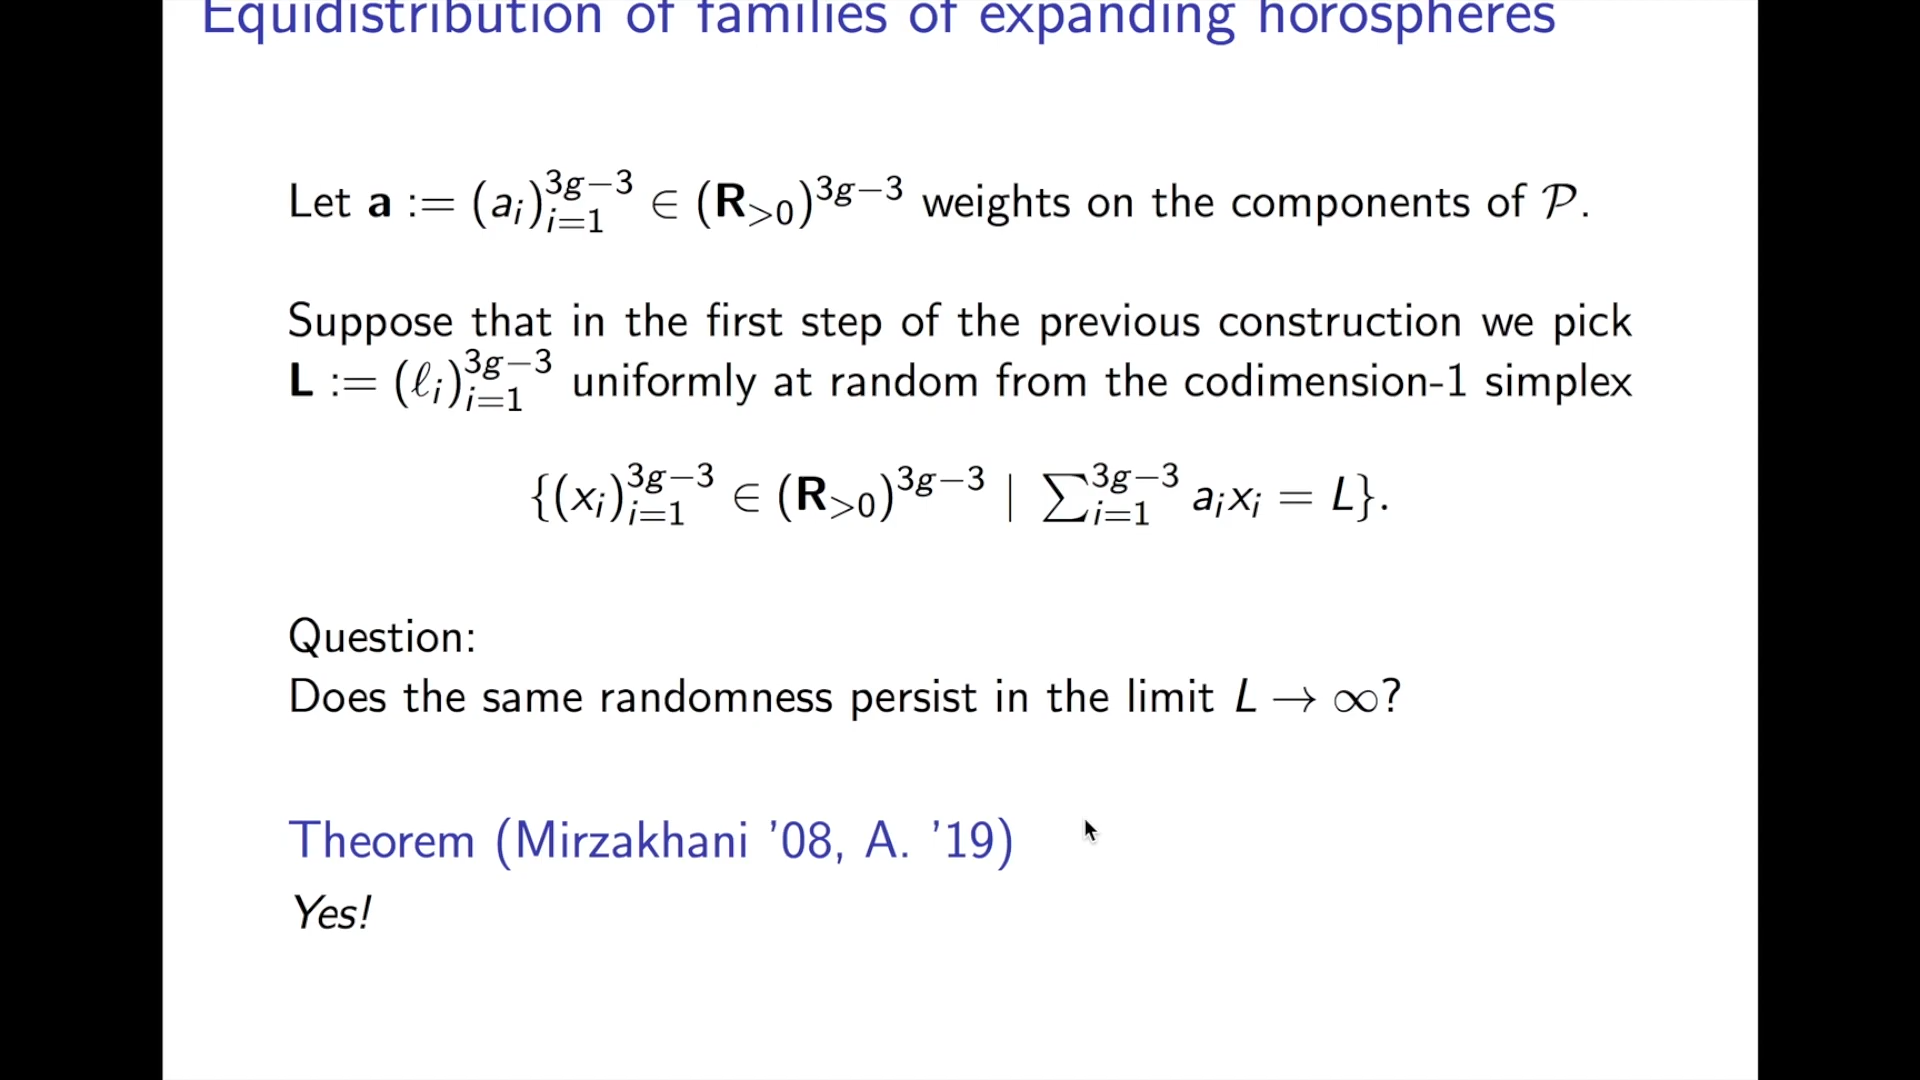 Equidistribution of families of expanding horospheres
Let a := (a_i)_{i=1}^{3g−3} ∈ (R_{>0})^{3g−3} weights on the components of 𝒫.
Suppose that in the first step of the previous construction we pick
L := (ℓ_i)_{i=1}^{3g−3} uniformly at random from the codimension-1 simplex
{(x_i)_{i=1}^{3g−3} ∈ (R_{>0})^{3g−3} | ∑_{i=1}^{3g−3} a_i x_i = L}.
Question:
Does the same randomness persist in the limit L → ∞?
Theorem (Mirzakhani ’08, A. ’19)
Yes!